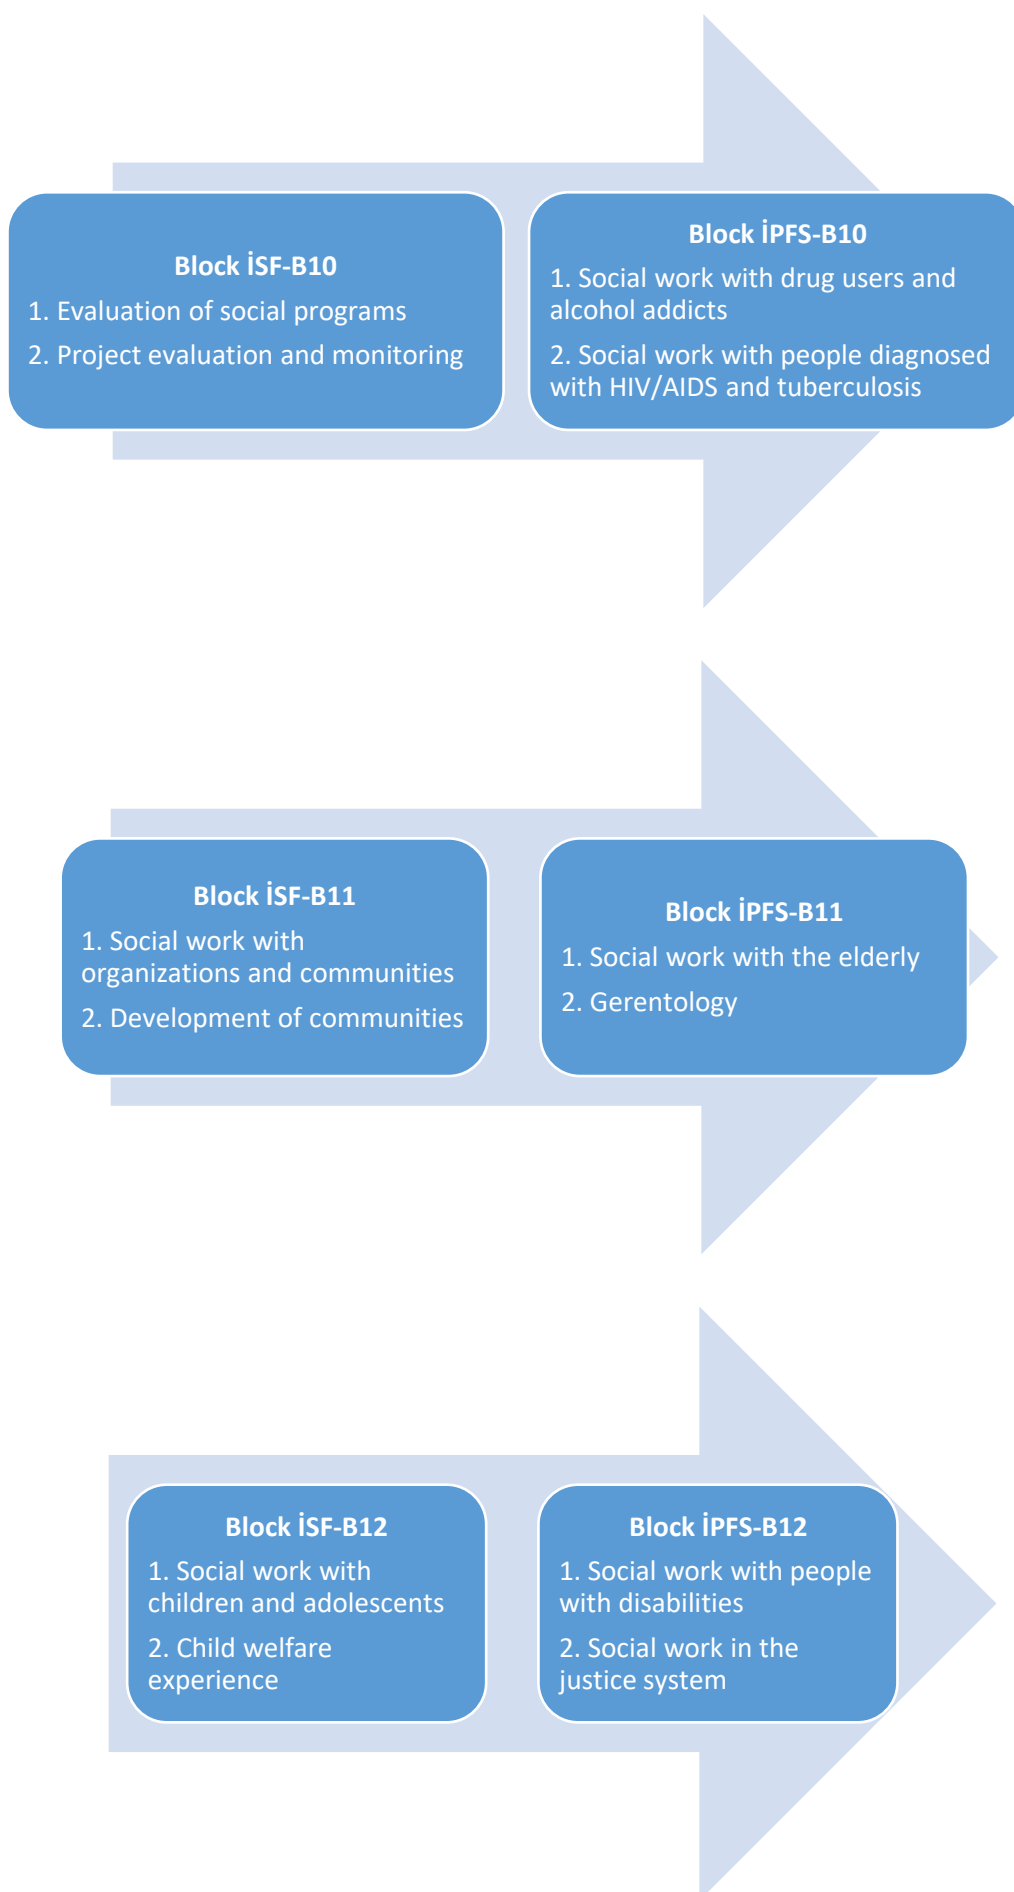 Block İSF-B10
1. Evaluation of social programs
2. Project evaluation and monitoring
Block İPFS-B10
1. Social work with drug users and
alcohol addicts
2. Social work with people diagnosed
with HIV/AIDS and tuberculosis
Block İSF-B11
1. Social work with
organizations and communities
2. Development of communities
Block İPFS-B11
1. Social work with the elderly
2. Gerentology
Block İSF-B12
1. Social work with
children and adolescents
2. Child welfare
experience
Block İPFS-B12
1. Social work with people
with disabilities
2. Social work in the
justice system